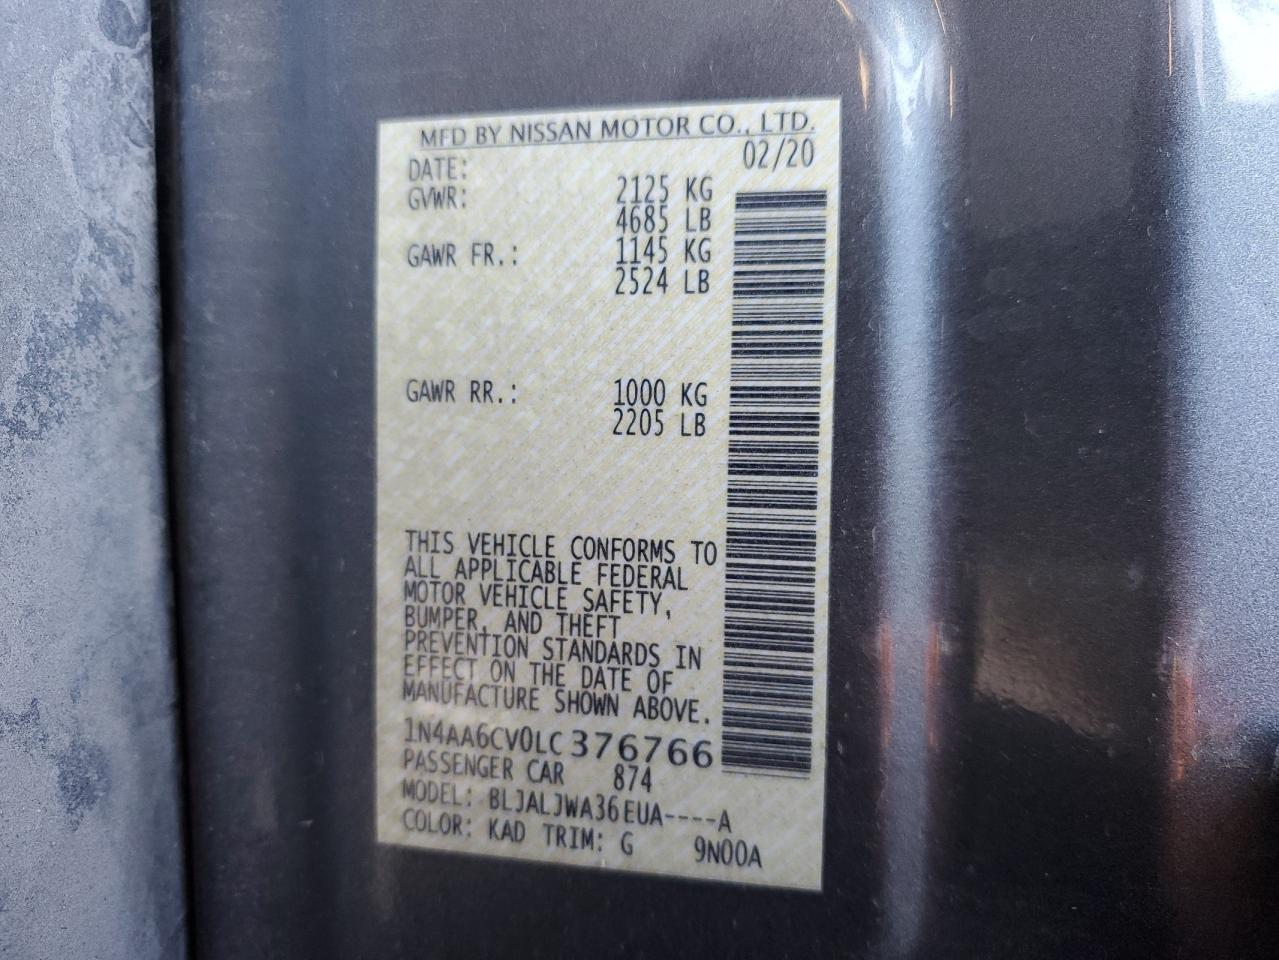 MFD BY NISSAN MOTOR CO., LTD.
DATE: 02/20
GVWR: 2125 KG
4685 LB
GAWR FR.: 1145 KG
2524 LB
GAWR RR.: 1000 KG
2205 LB
THIS VEHICLE CONFORMS TO
ALL APPLICABLE FEDERAL
MOTOR VEHICLE SAFETY,
BUMPER, AND THEFT
PREVENTION STANDARDS IN
EFFECT ON THE DATE OF
MANUFACTURE SHOWN ABOVE.
1N4AA6CV0LC376766
PASSENGER CAR 874
MODEL: BLJALJWA36EUA----A
COLOR: KAD TRIM: G 9N00A